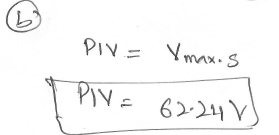 (b)
PIV = Vmax.s
PIV = 62.24V